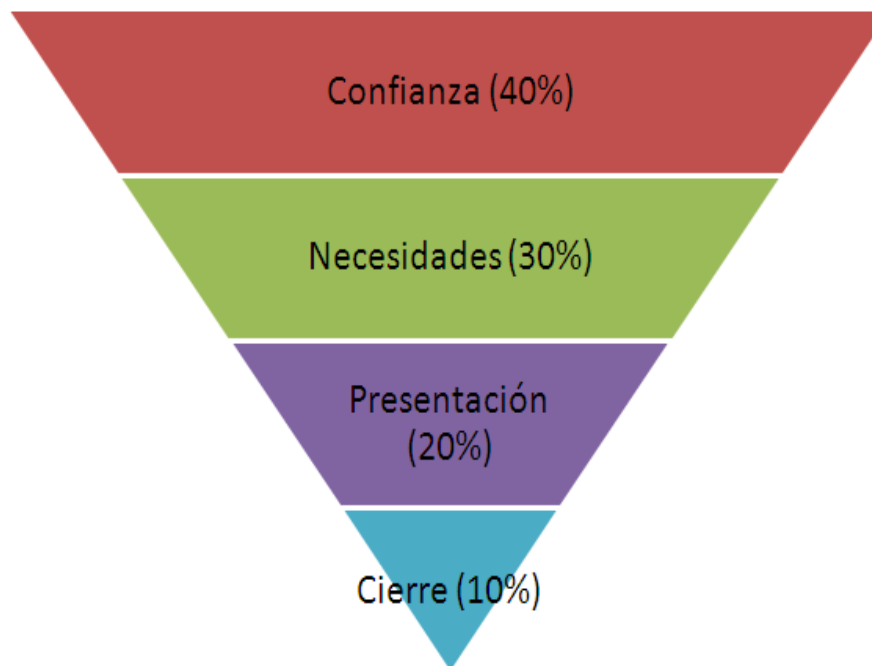 Confianza (40%)
Necesidades (30%)
Presentación
(20%)
Cierre (10%)